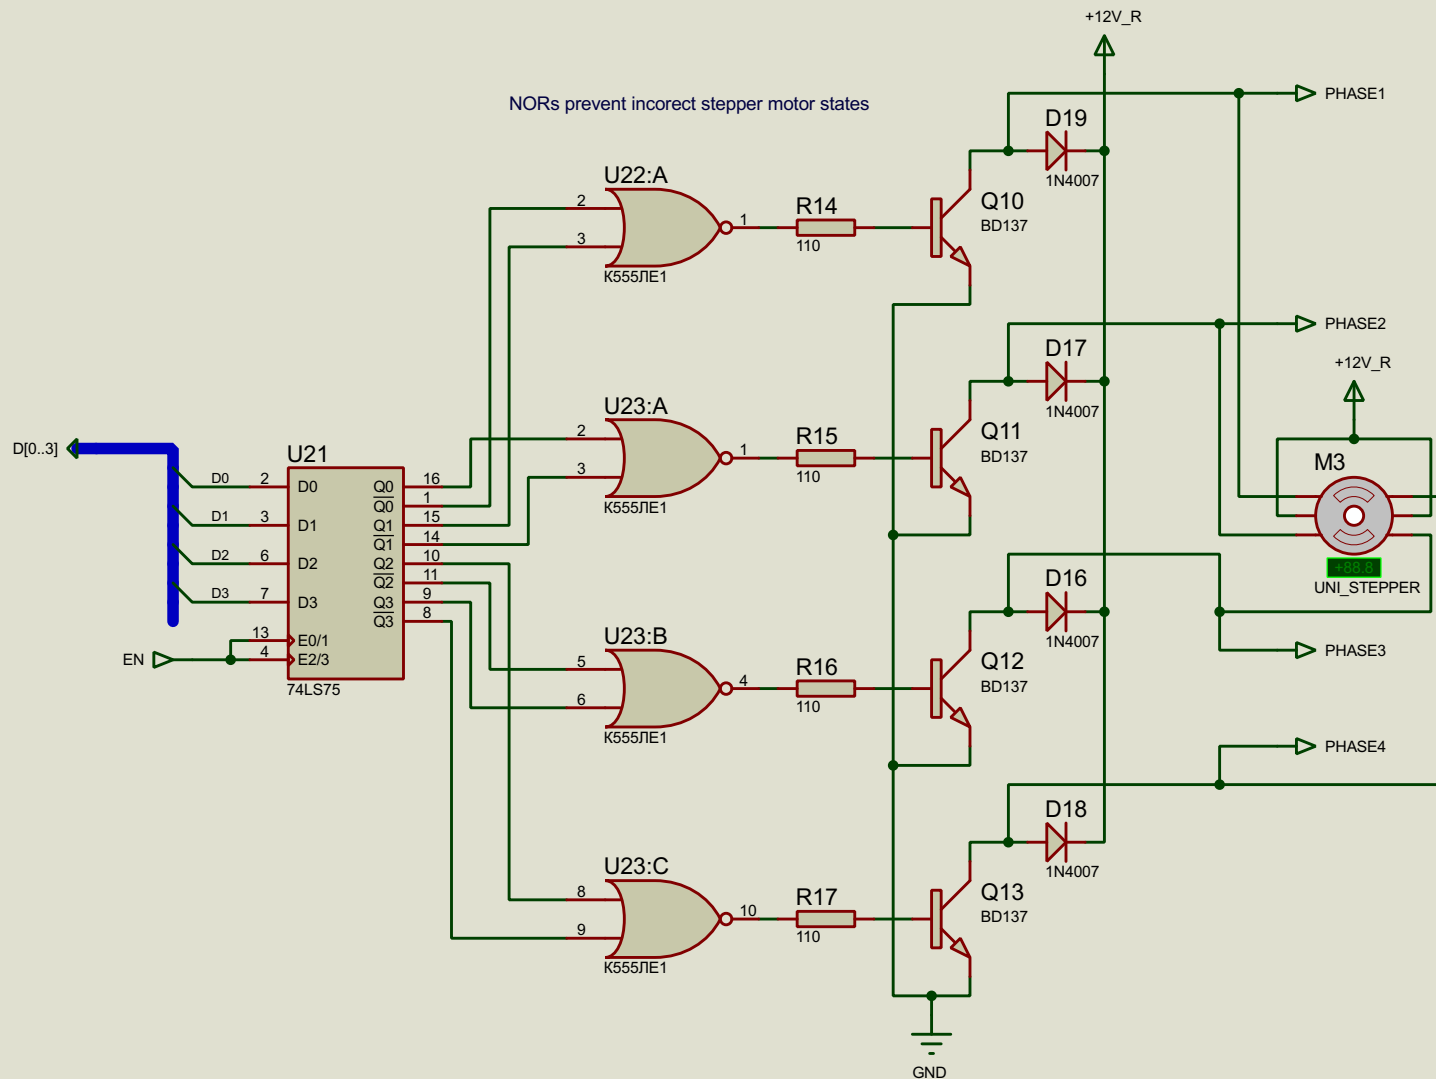 +12V_R
NORs prevent incorect stepper motor states
PHASE1
D19
1N4007
U22:A
2
3
1
К555ЛЕ1
R14
110
Q10
BD137
PHASE2
D17
1N4007
+12V_R
U23:A
2
3
1
К555ЛЕ1
R15
110
Q11
BD137
M3
+88.8
UNI_STEPPER
D[0..3]
U21
D0 2 D0 Q0 16
Q0 1
D1 3 D1 Q1 15
Q1 14
D2 6 D2 Q2 10
Q2 11
D3 7 D3 Q3 9
Q3 8
13 E0/1
EN 4 E2/3
74LS75
D16
1N4007
U23:B
5
6
4
К555ЛЕ1
R16
110
Q12
BD137
PHASE3
PHASE4
D18
1N4007
U23:C
8
9
10
К555ЛЕ1
R17
110
Q13
BD137
GND